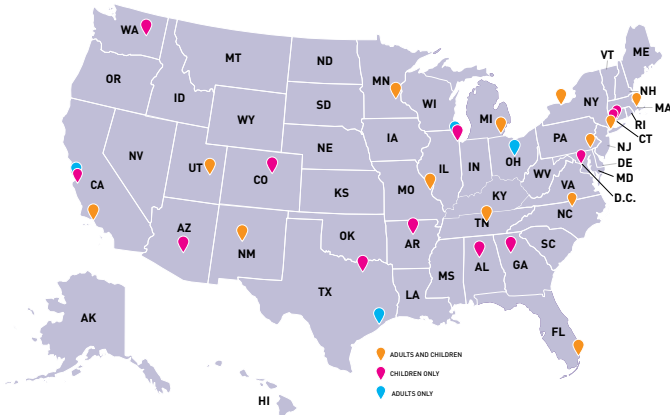 WA
MT
ND
MN
VT
ME
OR
ID
SD
WI
MI
NY
NH
MA
RI
CT
WY
IA
PA
NJ
NV
NE
IL
IN
OH
DE
MD
UT
CO
KS
MO
WV
VA
D.C.
CA
KY
NC
TN
AZ
NM
OK
AR
SC
MS
AL
GA
TX
LA
AK
FL
HI
ADULTS AND CHILDREN
CHILDREN ONLY
ADULTS ONLY